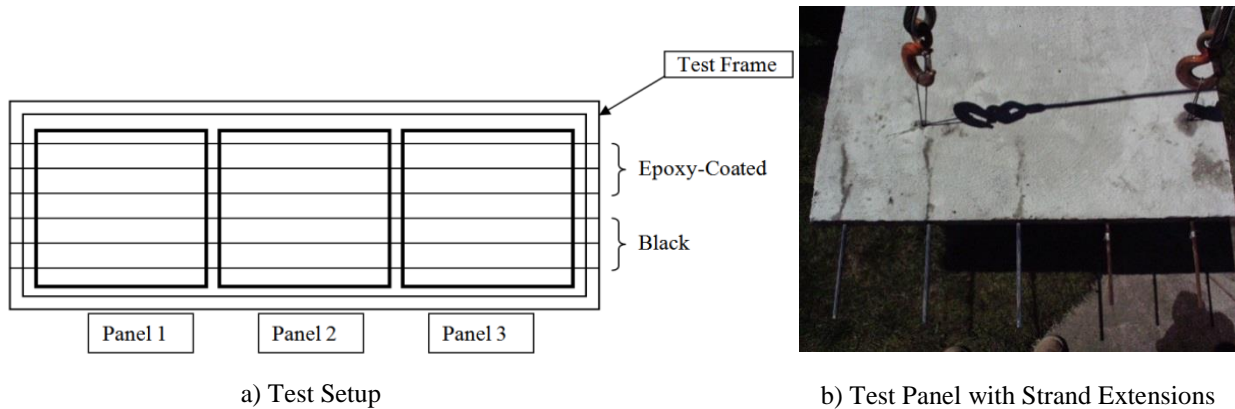 Test Frame
Epoxy-Coated
Black
Panel 1
Panel 2
Panel 3
a) Test Setup
b) Test Panel with Strand Extensions